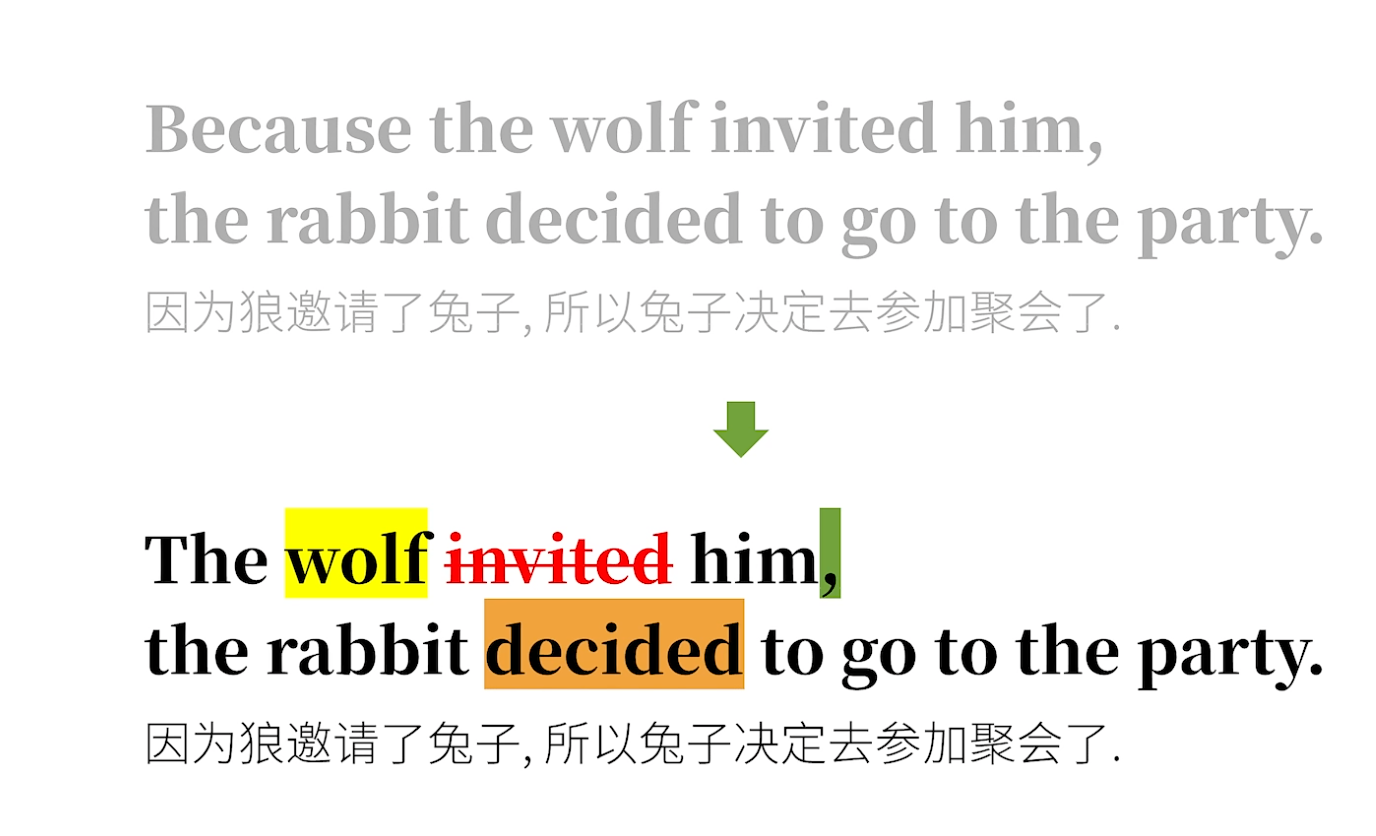 Because the wolf invited him,
the rabbit decided to go to the party.
因为狼邀请了兔子, 所以兔子决定去参加聚会了.
The wolf invited him,
the rabbit decided to go to the party.
因为狼邀请了兔子, 所以兔子决定去参加聚会了.